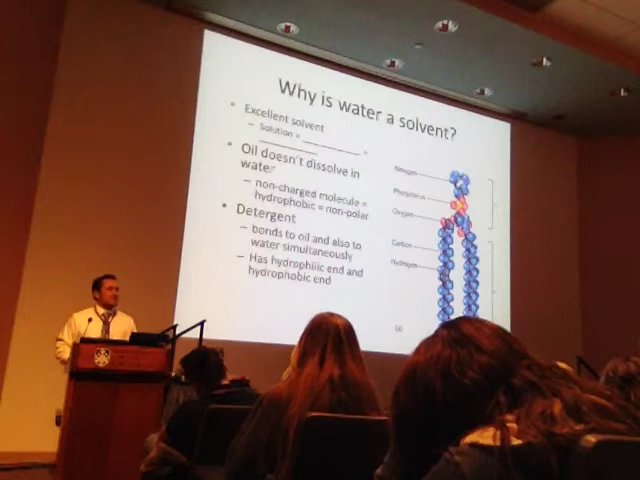 Why is water a solvent?
• Excellent solvent
– Solution = __________ +
__________
• Oil doesn't dissolve in
water
– non-charged molecule =
hydrophobic = non-polar
• Detergent
– bonds to oil and also to
water simultaneously
– Has hydrophilic end and
hydrophobic end
Nitrogen
Phosphorus
Oxygen
Carbon
Hydrogen